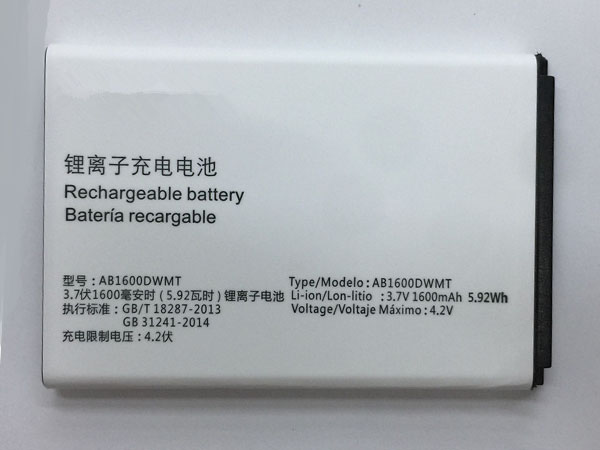 锂离子充电电池
Rechargeable battery
Batería recargable
型号：AB1600DWMT
3.7伏1600毫安时（5.92瓦时）锂离子电池
执行标准：GB/T 18287-2013
GB 31241-2014
充电限制电压：4.2伏
Type/Modelo : AB1600DWMT
Li-ion/Lon-litio : 3.7V 1600mAh 5.92Wh
Voltage/Voltaje Máximo : 4.2V